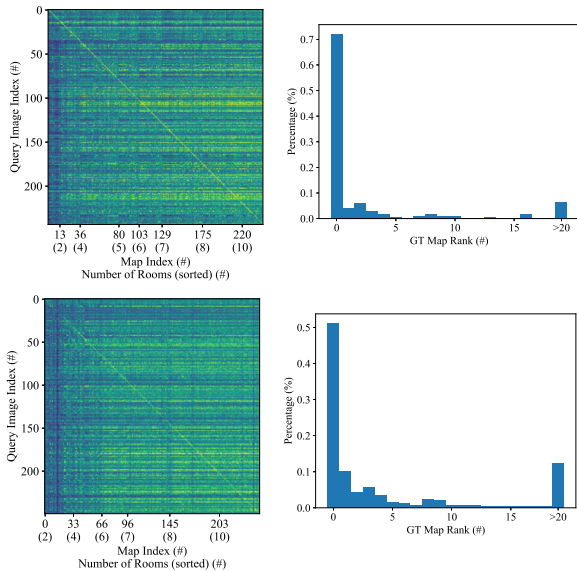 0
100
200
Query Image Index (#)
13 36 80 103 129 175 220
(2) (4) (5) (6) (7) (8) (10)
Map Index (#)
Number of Rooms (sorted) (#)
0.7
0.6
0.5
0.4
0.3
0.2
0.1
0.0
Percentage (%)
0 5 10 15 >20
GT Map Rank (#)
0
50
100
150
200
Query Image Index (#)
0 33 66 96 145 203
(2) (4) (6) (7) (8) (10)
Map Index (#)
Number of Rooms (sorted) (#)
0.5
0.4
0.3
0.2
0.1
0.0
Percentage (%)
0 5 10 15 >20
GT Map Rank (#)